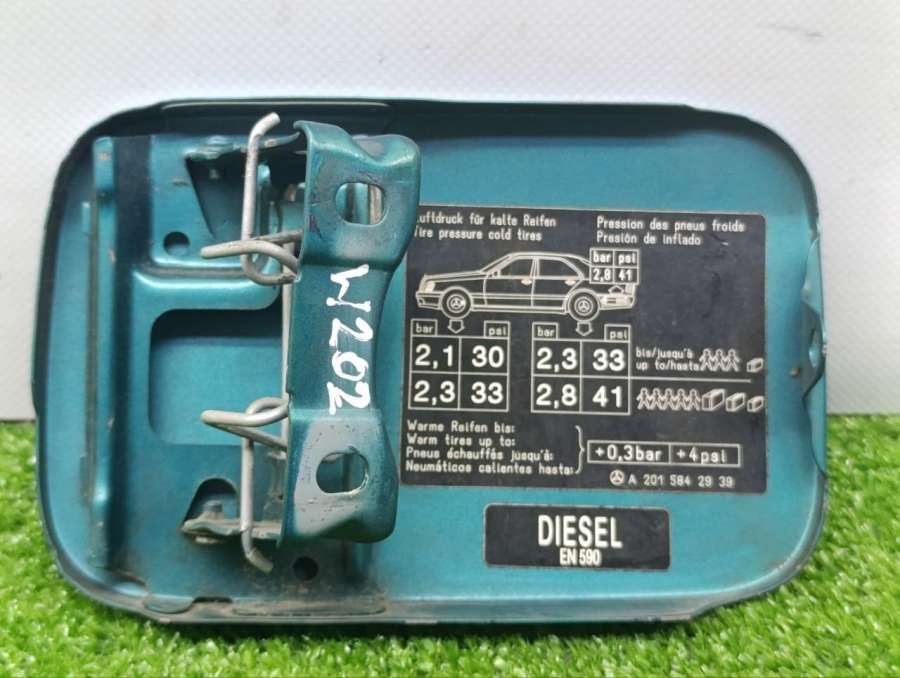 Luftdruck für kalte Reifen
Tire pressure cold tires
Pression des pneus froids
Presión de inflado
bar psi
2,8 41
bar psi
bar psi
2,1 30
2,3 33
bis/jusqu'à
up to/hasta
2,3 33
2,8 41
Warme Reifen bis:
Warm tires up to:
Pneus échauffés jusqu'à:
Neumáticos calientes hasta:
+0,3bar +4psi
A 201 584 29 39
DIESEL
EN 590
W202